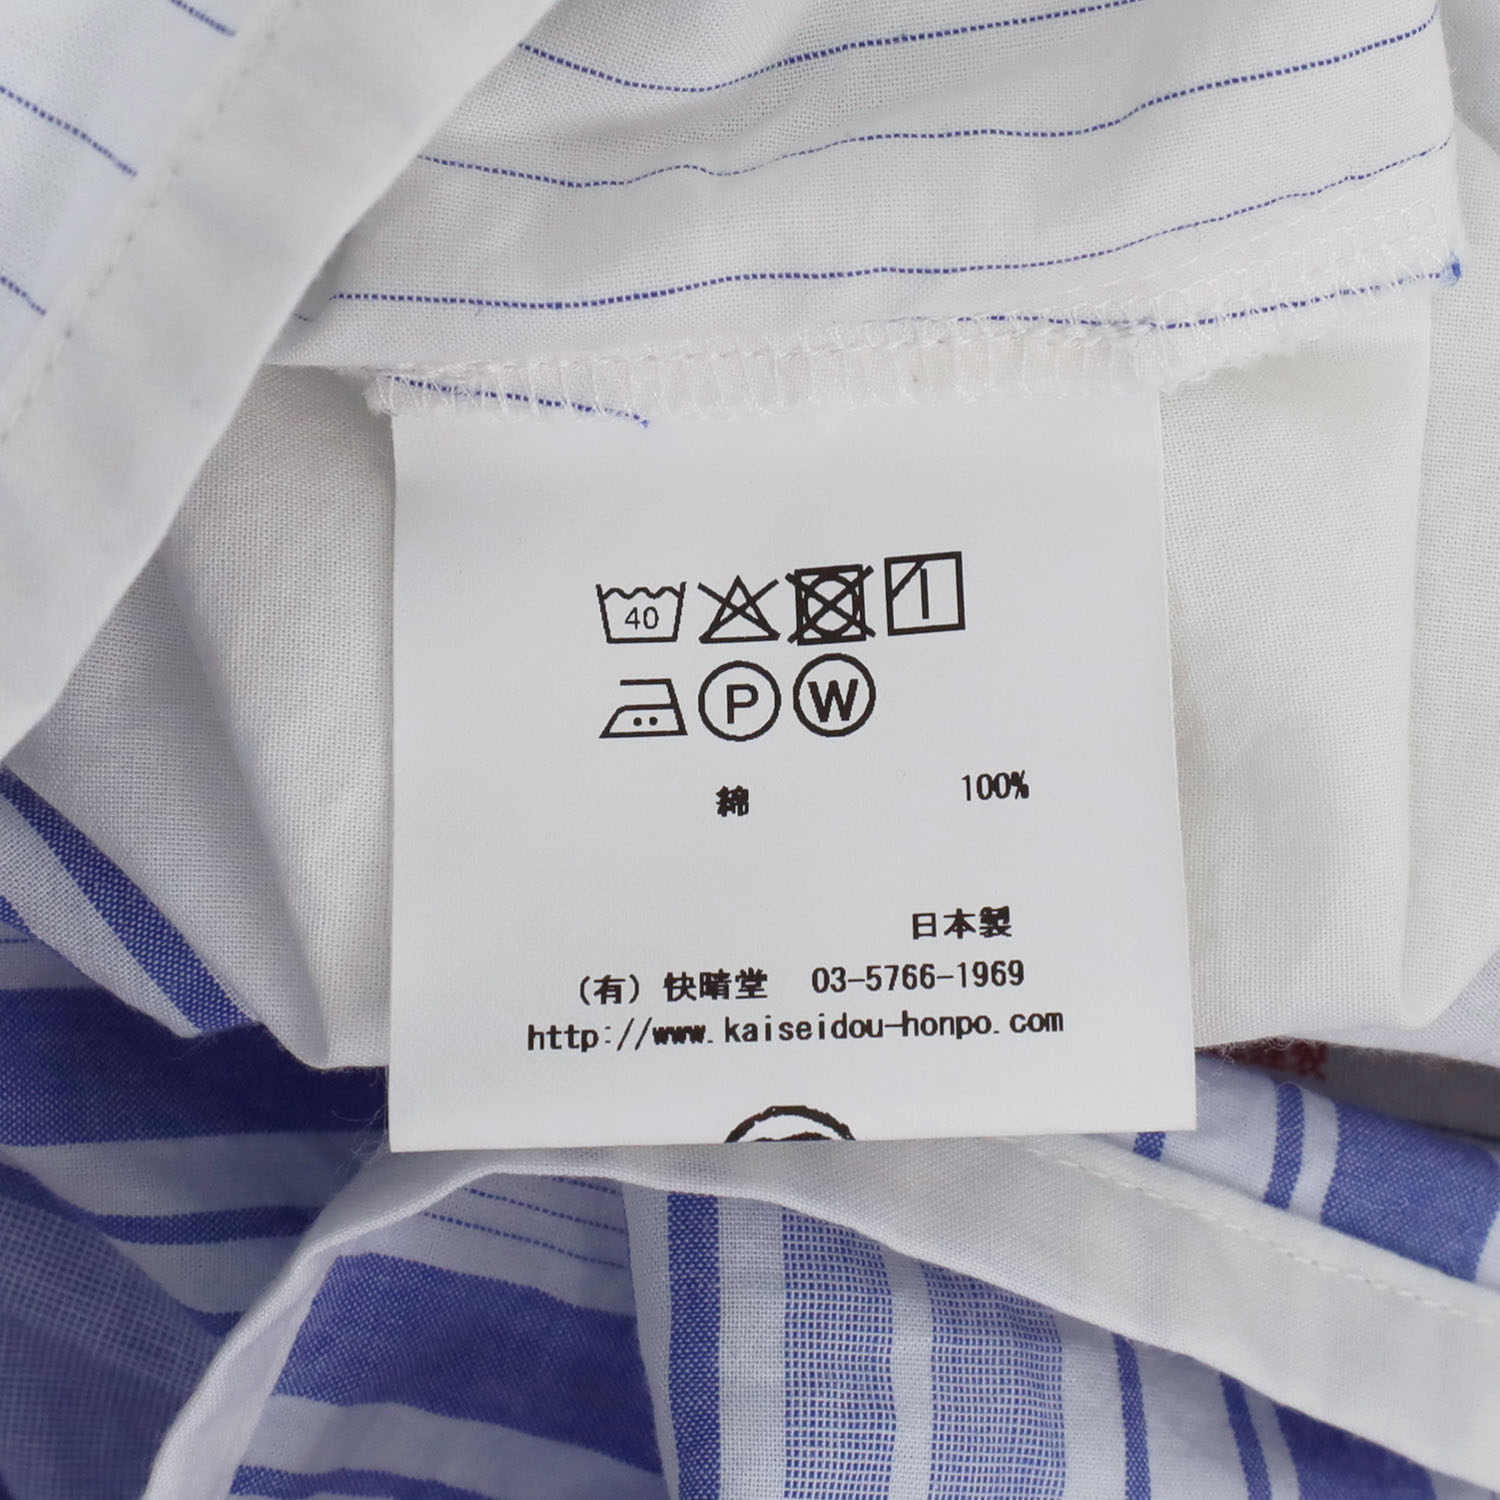 40
P W
綿 100%
日本製
(有) 快晴堂 03-5766-1969
http://www.kaiseidou-honpo.com